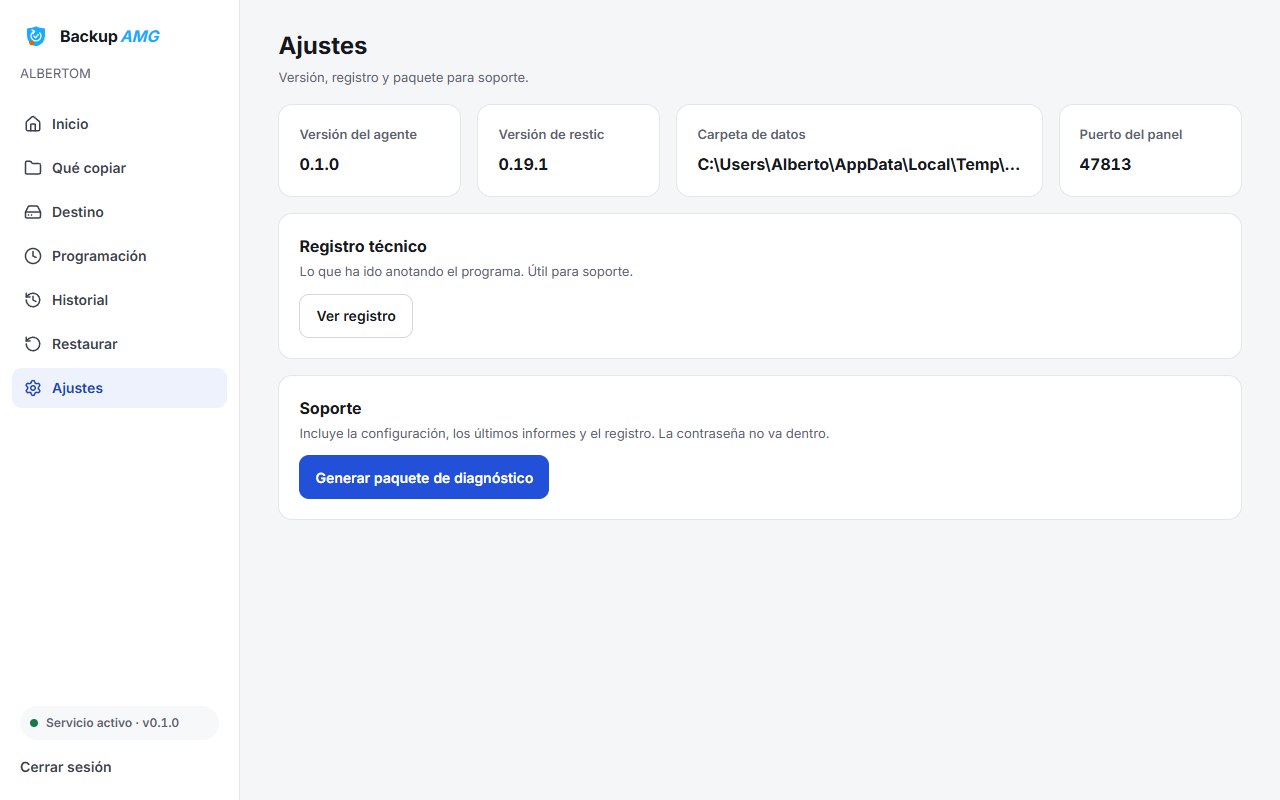 Backup AMG
ALBERTOM
Inicio
Qué copiar
Destino
Programación
Historial
Restaurar
Ajustes
Servicio activo · v0.1.0
Cerrar sesión
Ajustes
Versión, registro y paquete para soporte.
Versión del agente
0.1.0
Versión de restic
0.19.1
Carpeta de datos
C:\Users\Alberto\AppData\Local\Temp\...
Puerto del panel
47813
Registro técnico
Lo que ha ido anotando el programa. Útil para soporte.
Ver registro
Soporte
Incluye la configuración, los últimos informes y el registro. La contraseña no va dentro.
Generar paquete de diagnóstico